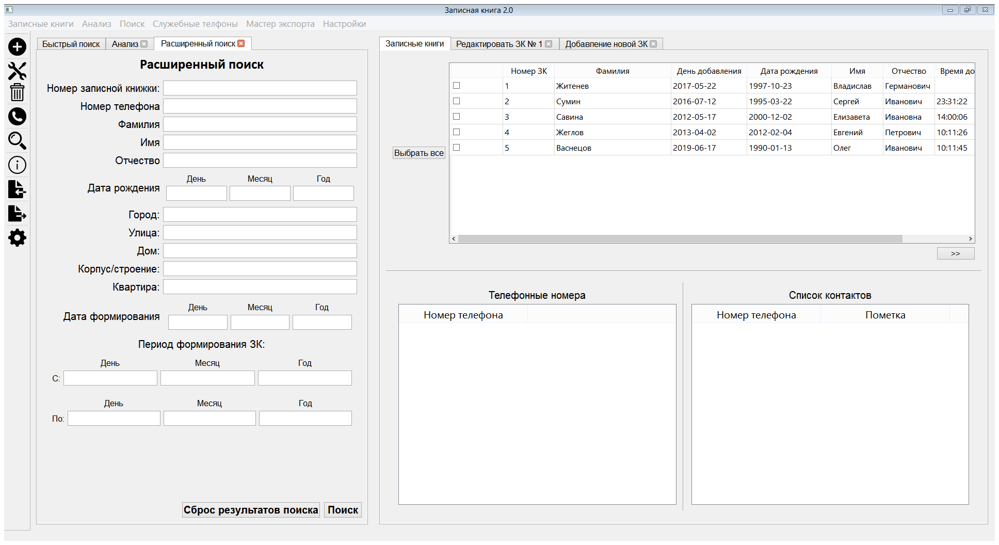 Записная книга 2.0
Записные книги Анализ Поиск Служебные телфоны Мастер экспорта Настройки
Быстрый поиск Анализ Расширенный поиск
Расширенный поиск
Номер записной книжки:
Номер телефона
Фамилия
Имя
Отчество
День Месяц Год
Дата рождения
Город:
Улица:
Дом:
Корпус/строение:
Квартира:
День Месяц Год
Дата формирования
Период формирования ЗК:
День Месяц Год
С:
День Месяц Год
По:
Сброс результатов поиска Поиск
Записные книги Редактировать ЗК № 1 Добавление новой ЗК
Номер ЗК Фамилия День добавления Дата рождения Имя Отчество Время до
1 Житенев 2017-05-22 1997-10-23 Владислав Германович
2 Сумин 2016-07-12 1995-03-22 Сергей Иванович 23:31:22
3 Савина 2012-05-17 2000-12-02 Елизавета Ивановна 14:00:06
4 Жеглов 2013-04-02 2012-02-04 Евгений Петрович 10:11:26
5 Васнецов 2019-06-17 1990-01-13 Олег Иванович 10:11:45
Выбрать все
>>
Телефонные номера
Номер телефона
Список контактов
Номер телефона Пометка